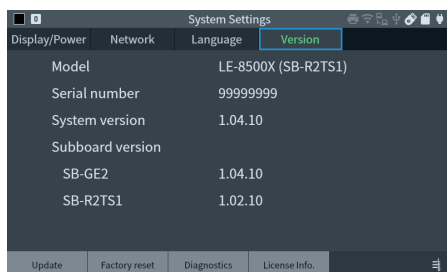 0 System Settings
Display/Power Network Language Version
Model LE-8500X (SB-R2TS1)
Serial number 99999999
System version 1.04.10
Subboard version
SB-GE2 1.04.10
SB-R2TS1 1.02.10
Update Factory reset Diagnostics License Info.